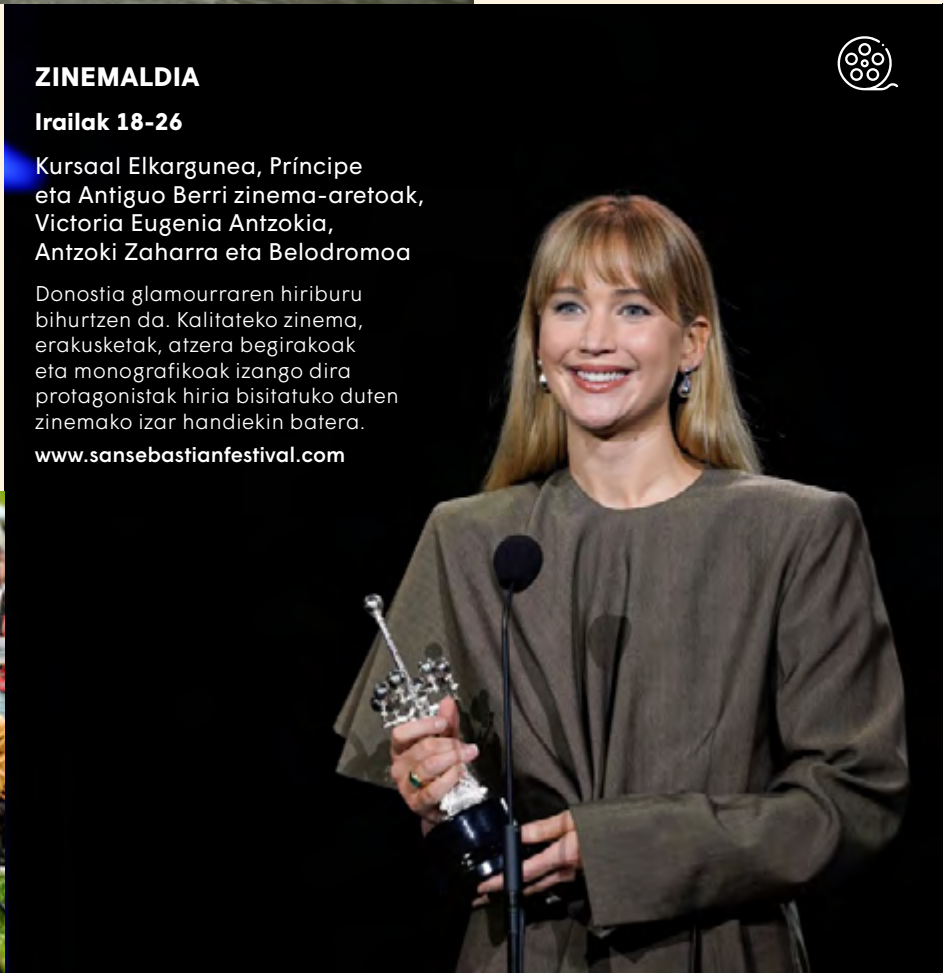 ZINEMALDIA
Irailak 18-26
Kursaal Elkargunea, Príncipe
eta Antiguo Berri zinema-aretoak,
Victoria Eugenia Antzokia,
Antzoki Zaharra eta Belodromoa
Donostia glamourraren hiriburu
bihurtzen da. Kalitateko zinema,
erakusketak, atzera begirakoak
eta monografikoak izango dira
protagonistak hiria bisitatuko duten
zinemako izar handiekin batera.
www.sansebastianfestival.com